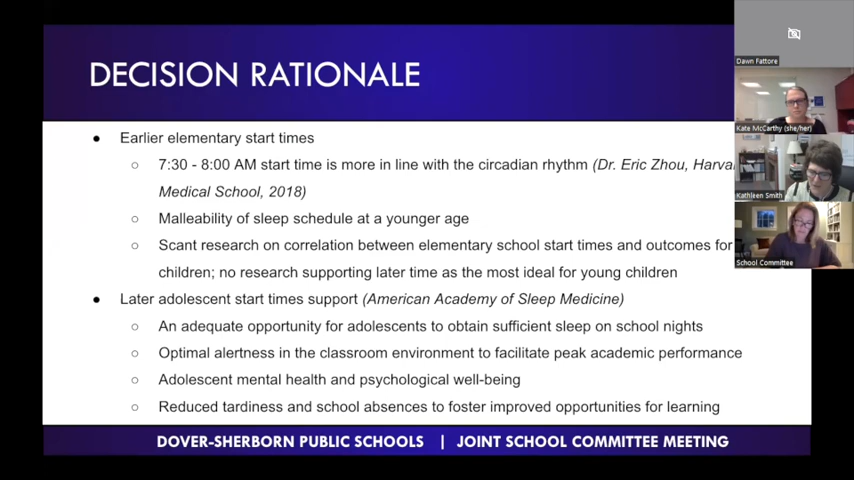 DECISION RATIONALE
Dawn Fattore
Kate McCarthy (she/her)
Kathleen Smith
School Committee
● Earlier elementary start times
○ 7:30 - 8:00 AM start time is more in line with the circadian rhythm (Dr. Eric Zhou, Harva
Medical School, 2018)
○ Malleability of sleep schedule at a younger age
○ Scant research on correlation between elementary school start times and outcomes for
children; no research supporting later time as the most ideal for young children
● Later adolescent start times support (American Academy of Sleep Medicine)
○ An adequate opportunity for adolescents to obtain sufficient sleep on school nights
○ Optimal alertness in the classroom environment to facilitate peak academic performance
○ Adolescent mental health and psychological well-being
○ Reduced tardiness and school absences to foster improved opportunities for learning
DOVER-SHERBORN PUBLIC SCHOOLS | JOINT SCHOOL COMMITTEE MEETING